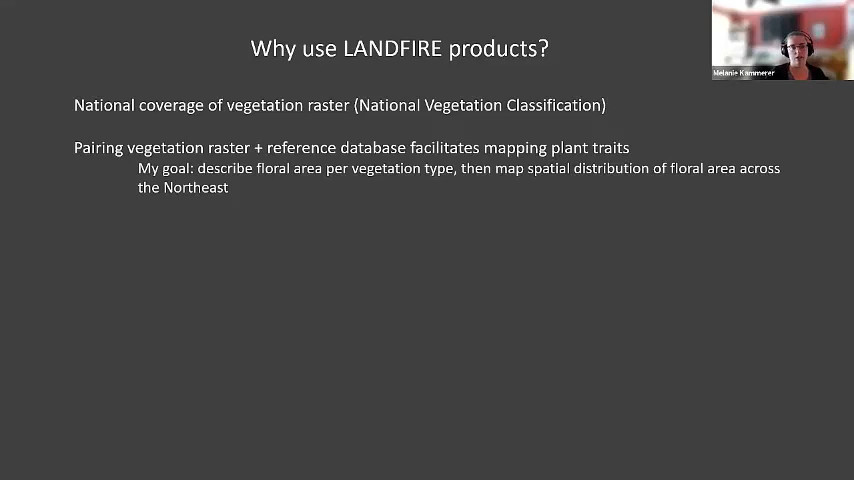 Why use LANDFIRE products?
Melanie Kammerer
National coverage of vegetation raster (National Vegetation Classification)
Pairing vegetation raster + reference database facilitates mapping plant traits
My goal: describe floral area per vegetation type, then map spatial distribution of floral area across
the Northeast